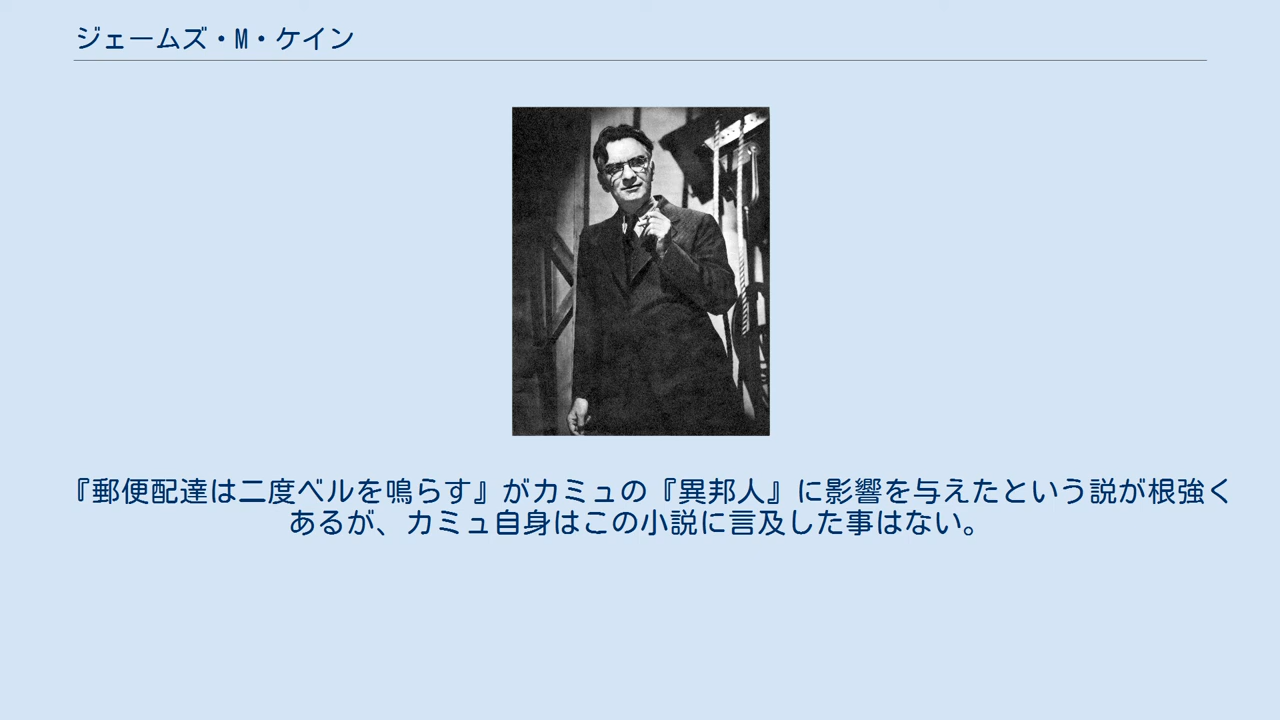 ジェームズ・M・ケイン
『郵便配達は二度ベルを鳴らす』がカミュの『異邦人』に影響を与えたという説が根強く
あるが、カミュ自身はこの小説に言及した事はない。